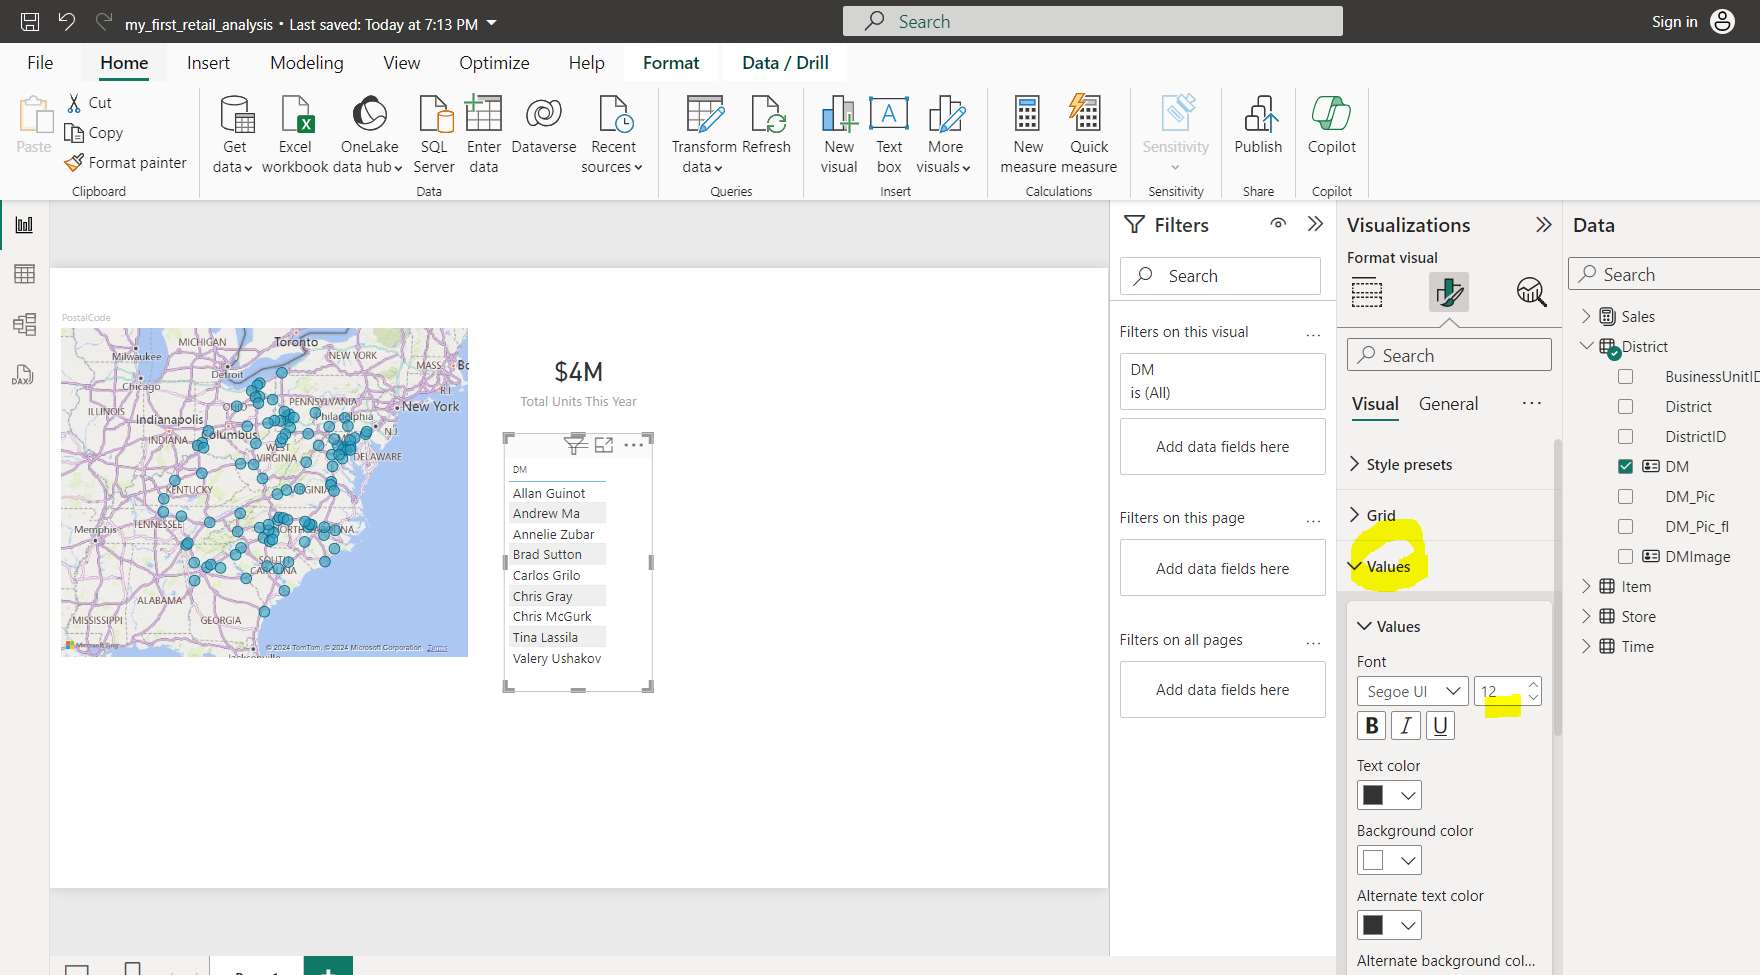 my_first_retail_analysis • Last saved: Today at 7:13 PM
Search
Sign in
File Home Insert Modeling View Optimize Help Format Data / Drill
Paste
Cut
Copy
Format painter
Clipboard
Get data
Excel workbook
OneLake data hub
SQL Server
Enter data
Dataverse
Recent sources
Data
Transform data
Refresh
Queries
New visual
Text box
More visuals
Insert
New measure
Quick measure
Calculations
Sensitivity
Sensitivity
Publish
Share
Copilot
Copilot
DAX
PostalCode
MICHIGAN
Toronto
Milwaukee
NEW YORK
MASS.
Detroit
Chicago
R I
PENNSYLVANIA
ILLINOIS
OHIO
New York
Philadelphia
Indianapolis
NJ
Columbus
INDIANA
WEST VIRGINIA
DELAWARE
KENTUCKY
VIRGINIA
TENNESSEE
Memphis
NORTH CAROLINA
SOUTH CAROLINA
ALABAMA
MISSISSIPPI
GEORGIA
Microsoft Bing
© 2024 TomTom, © 2024 Microsoft Corporation Terms
$4M
Total Units This Year
DM
Allan Guinot
Andrew Ma
Annelie Zubar
Brad Sutton
Carlos Grilo
Chris Gray
Chris McGurk
Tina Lassila
Valery Ushakov
Filters
Search
Filters on this visual ...
DM
is (All)
Add data fields here
Filters on this page ...
Add data fields here
Filters on all pages ...
Add data fields here
Visualizations
Format visual
Search
Visual General ...
Style presets
Grid
Values
Values
Font
Segoe UI 12
B I U
Text color
Background color
Alternate text color
Alternate background col...
Data
Search
Sales
District
BusinessUnitID
District
DistrictID
DM
DM_Pic
DM_Pic_fl
DMImage
Item
Store
Time